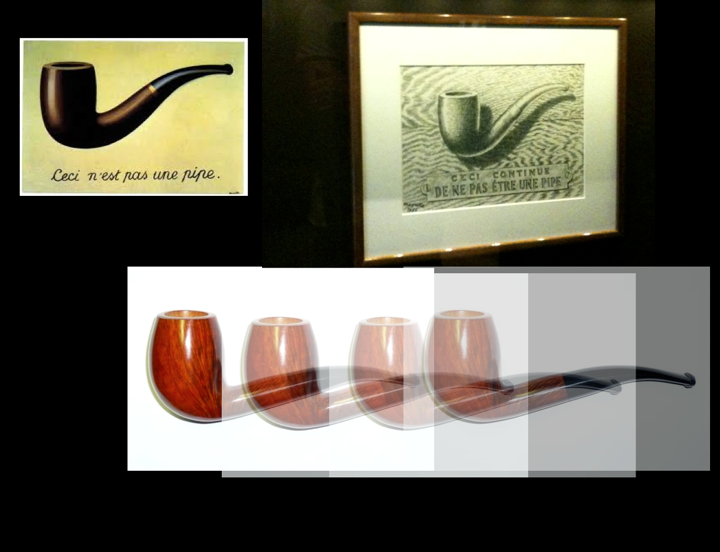 Ceci n'est pas une pipe.
CECI CONTINUE
DE NE PAS ÊTRE UNE PIPE